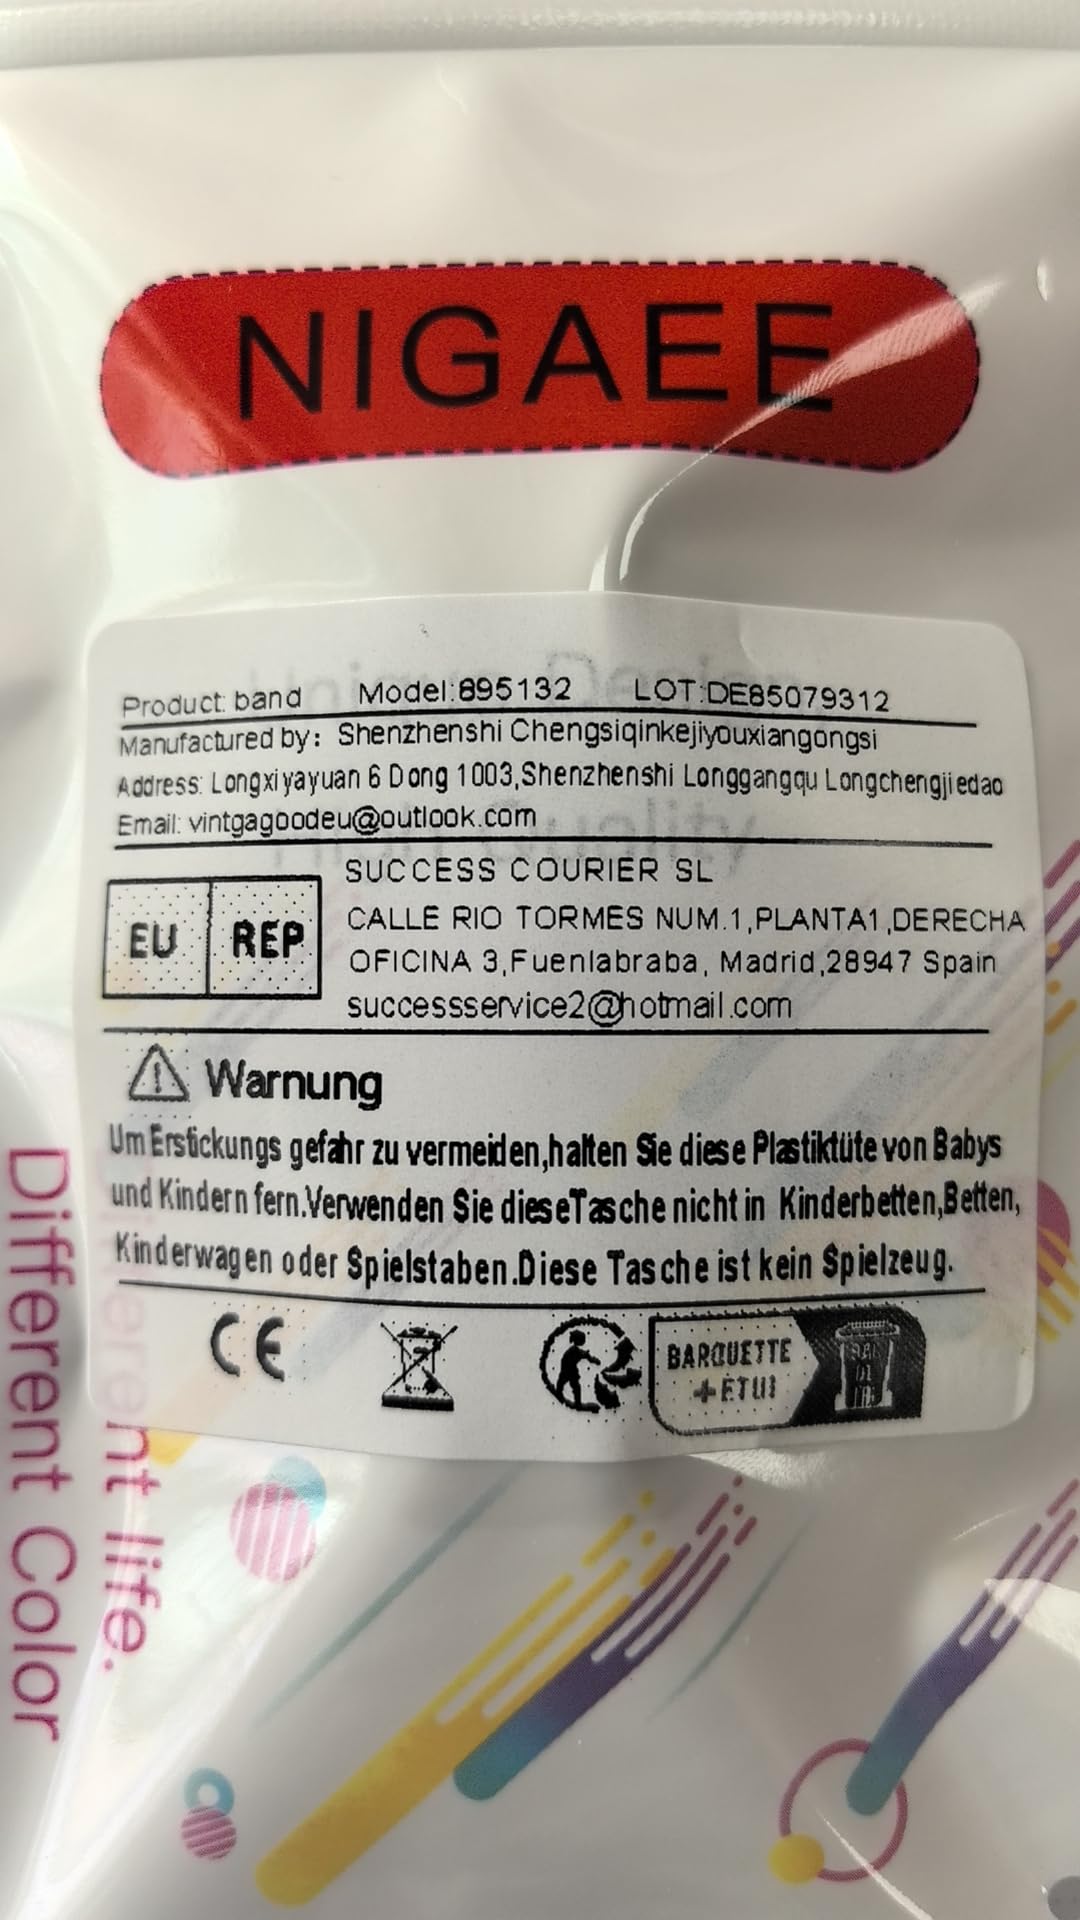 NIGAEE
Product: band Model:895132 LOT:DE85079312
Manufactured by: Shenzhenshi Chengsiqinkejiyouxiangongsi
Address: Longxiyayuan 6 Dong 1003,Shenzhenshi Longgangqu Longchengjiedao
Email: vintgagoodeu@outlook.com
EU REP
SUCCESS COURIER SL
CALLE RIO TORMES NUM.1,PLANTA1,DERECHA
OFICINA 3,Fuenlabraba, Madrid,28947 Spain
successservice2@hotmail.com
Warnung
Um Erstickungs gefahr zu vermeiden,halten Sie diese Plastiktüte von Babys
und Kindern fern.Verwenden Sie dieseTasche nicht in Kinderbetten,Betten,
Kinderwagen oder Spielstaben.Diese Tasche ist kein Spielzeug.
CE
BARQUETTE
+ETUI
Different Color
Different life.